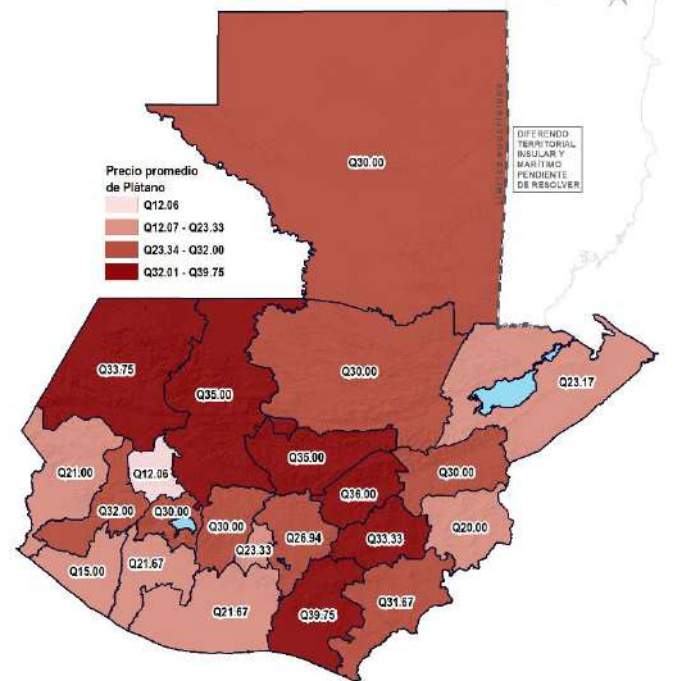 Q30.00
DIFERENDO
TERRITORIAL
INSULAR Y
MARÍTIMO
PENDIENTE
DE RESOLVER
Precio promedio
de Plátano
Q12.06
Q12.07 - Q23.33
Q23.34 - Q32.00
Q32.01 - Q39.75
Q33.75
Q35.00
Q30.00
Q23.17
Q21.00
Q12.06
Q35.00
Q30.00
Q32.00
Q30.00
Q36.00
Q30.00
Q23.33
Q26.94
Q33.33
Q20.00
Q15.00
Q21.67
Q21.67
Q39.75
Q31.67